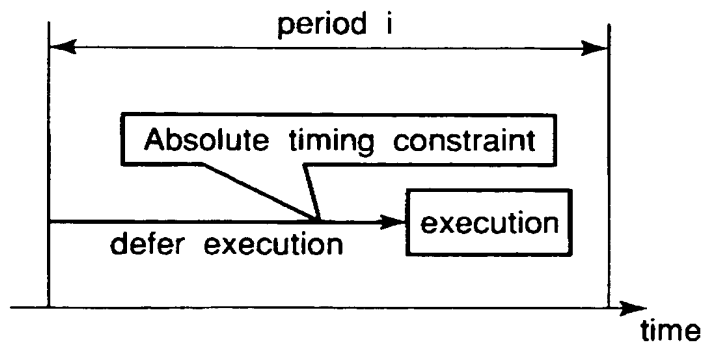 period i
Absolute timing constraint
execution
defer execution
time